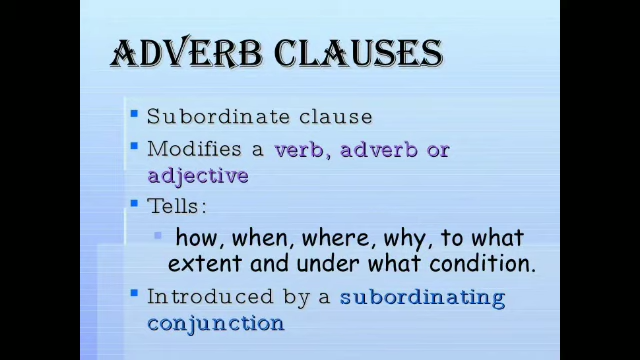 ADVERB CLAUSES
Subordinate clause
Modifies a verb, adverb or
adjective
Tells:
how, when, where, why, to what
extent and under what condition.
Introduced by a subordinating
conjunction